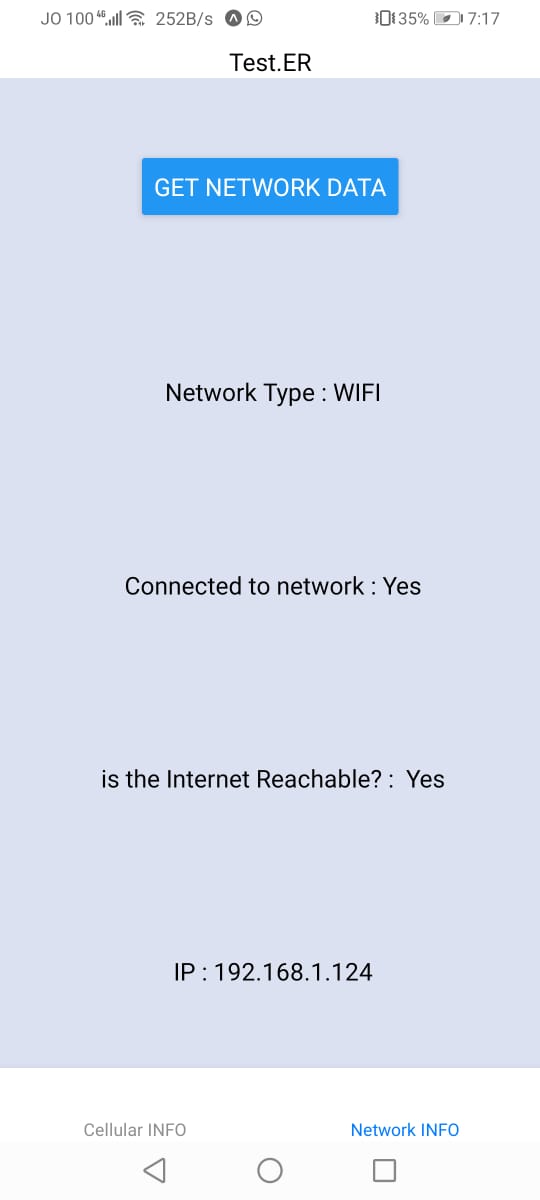 JO 100 4G 252B/s 35% 7:17
Test.ER
GET NETWORK DATA
Network Type : WIFI
Connected to network : Yes
is the Internet Reachable? : Yes
IP : 192.168.1.124
Cellular INFO Network INFO